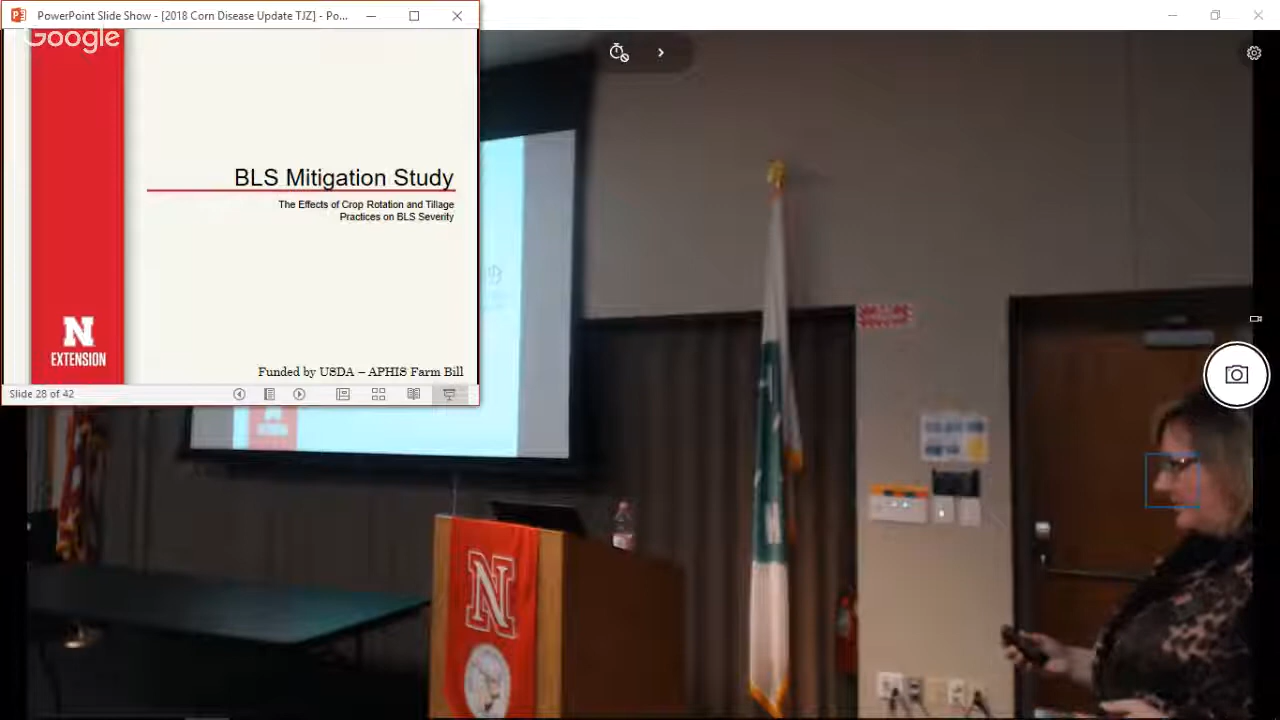 PowerPoint Slide Show - [2018 Corn Disease Update TJZ] - Po...
Google
BLS Mitigation Study
The Effects of Crop Rotation and Tillage
Practices on BLS Severity
N
EXTENSION
Funded by USDA – APHIS Farm Bill
Slide 28 of 42
N